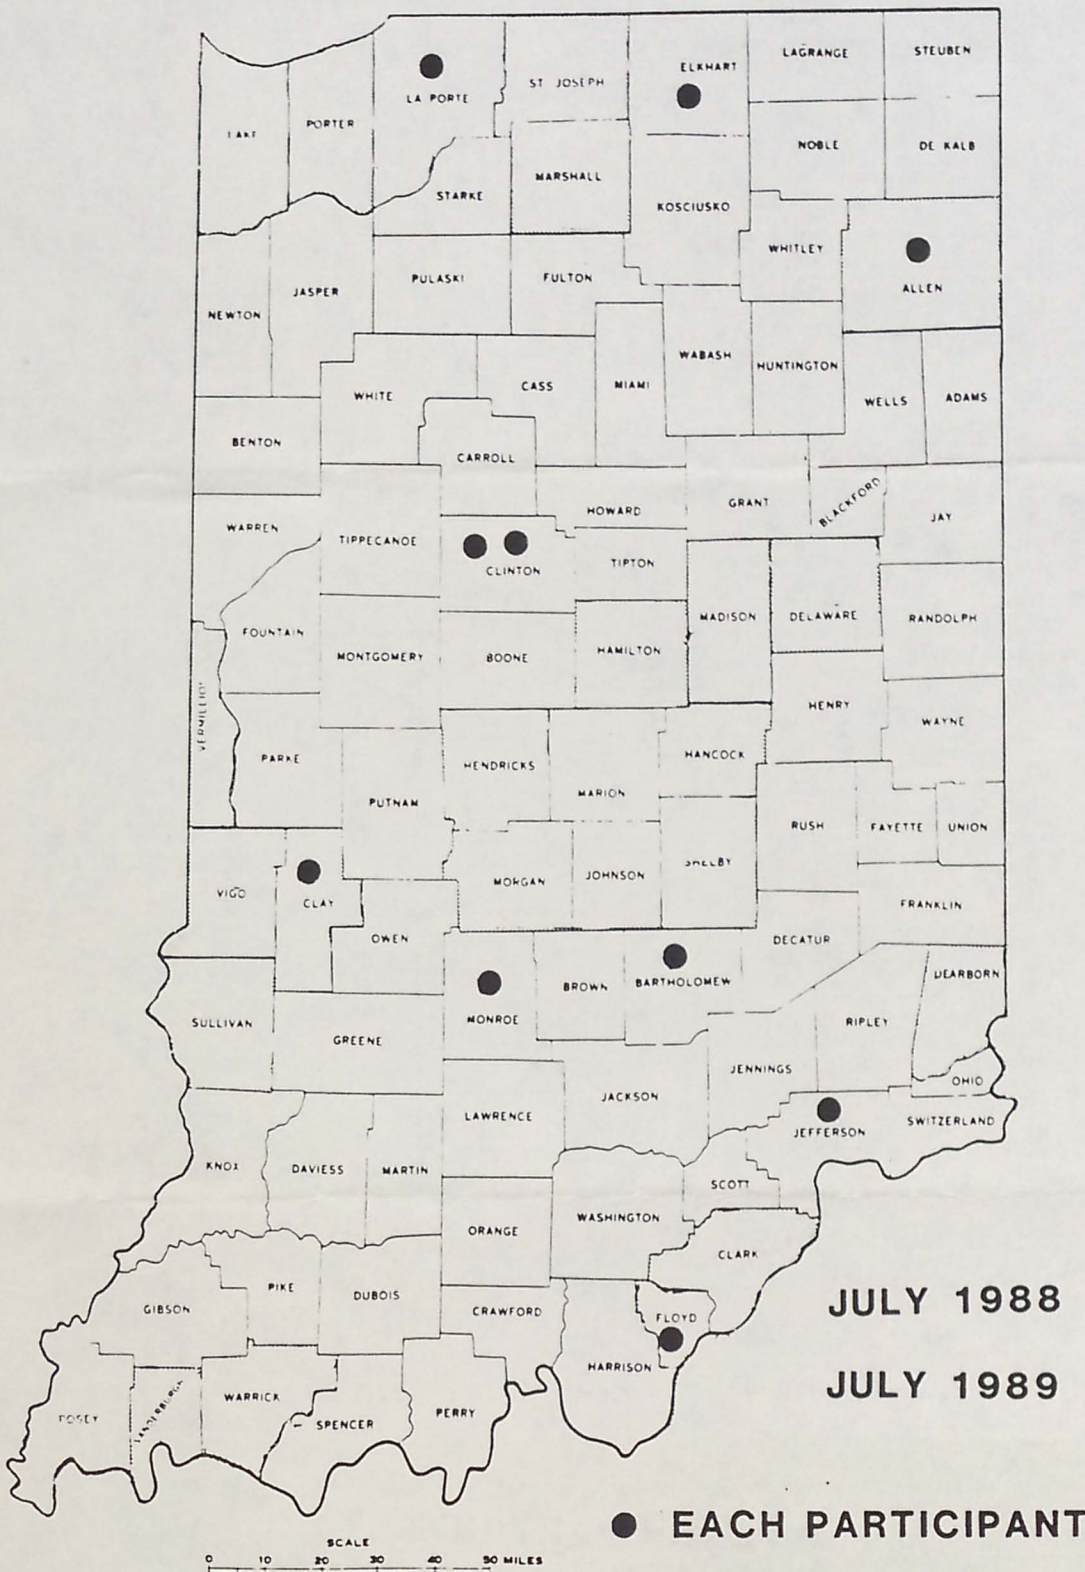 LAGRANGE
STEUBEN
ELKHART
ST JOSEPH
LA PORTE
LAKE
PORTER
NOBLE
DE KALB
MARSHALL
STARKE
KOSCIUSKO
WHITLEY
PULASKI
FULTON
ALLEN
JASPER
NEWTON
WABASH
HUNTINGTON
CASS
MIAMI
WHITE
WELLS
ADAMS
BENTON
CARROLL
GRANT
BLACKFORD
HOWARD
JAY
WARREN
TIPPECANOE
TIPTON
CLINTON
MADISON
DELAWARE
RANDOLPH
FOUNTAIN
MONTGOMERY
BOONE
HAMILTON
HENRY
VERMILLIO
WAYNE
PARKE
HENDRICKS
HANCOCK
MARION
PUTNAM
RUSH
FAYETTE
UNION
SHELBY
JOHNSON
MORGAN
VIGO
CLAY
FRANKLIN
OWEN
DECATUR
DEARBORN
BROWN
BARTHOLOMEW
MONROE
SULLIVAN
RIPLEY
GREENE
JENNINGS
OHIO
JACKSON
LAWRENCE
JEFFERSON
SWITZERLAND
KNOX
DAVIESS
MARTIN
SCOTT
WASHINGTON
ORANGE
CLARK
PIKE
DUBOIS
GIBSON
CRAWFORD
FLOYD
JULY 1988
HARRISON
JULY 1989
WARRICK
VANDERBURGH
POSEY
SPENCER
PERRY
EACH PARTICIPANT
SCALE
0 10 20 30 40 50 MILES